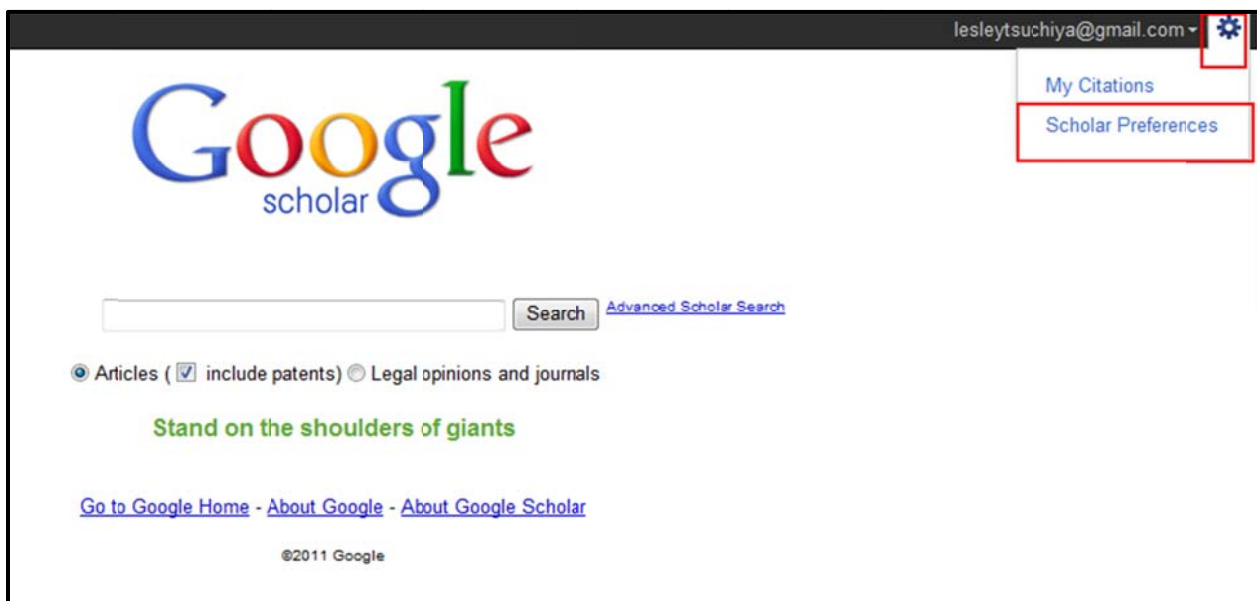 lesleytsuchiya@gmail.com
My Citations
Scholar Preferences
Google
scholar
Search Advanced Scholar Search
Articles ( include patents) Legal opinions and journals
Stand on the shoulders of giants
Go to Google Home - About Google - About Google Scholar
©2011 Google